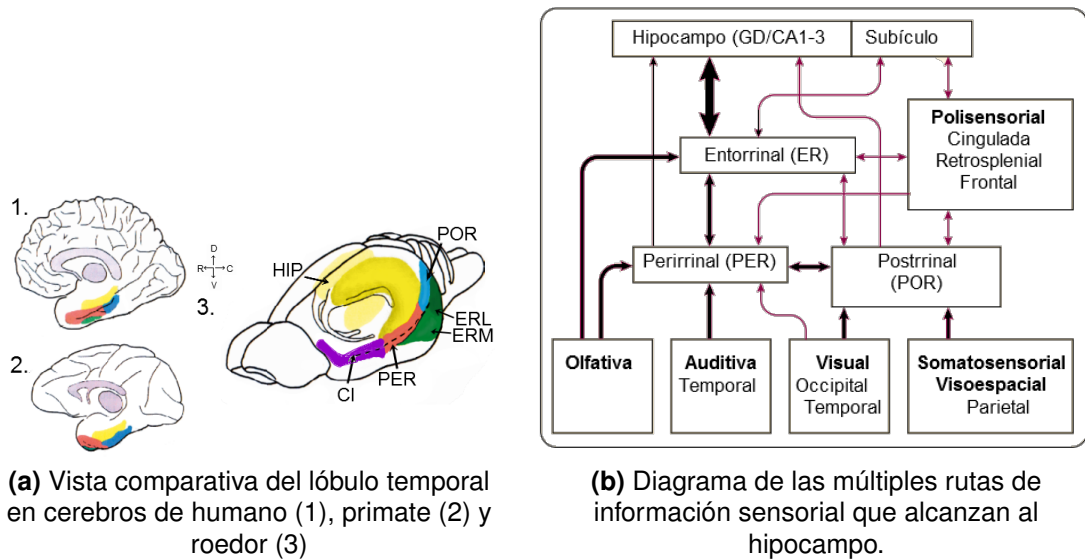 1.
D
R
C
V
2.
3.
HIP
POR
ERL
ERM
PER
CI
(a) Vista comparativa del lóbulo temporal
en cerebros de humano (1), primate (2) y
roedor (3)
Hipocampo (GD/CA1-3
Subículo
Polisensorial
Cingulada
Retrosplenial
Frontal
Entorrinal (ER)
Perirrinal (PER)
Postrrinal
(POR)
Olfativa
Auditiva
Temporal
Visual
Occipital
Temporal
Somatosensorial
Visoespacial
Parietal
(b) Diagrama de las múltiples rutas de
información sensorial que alcanzan al
hipocampo.